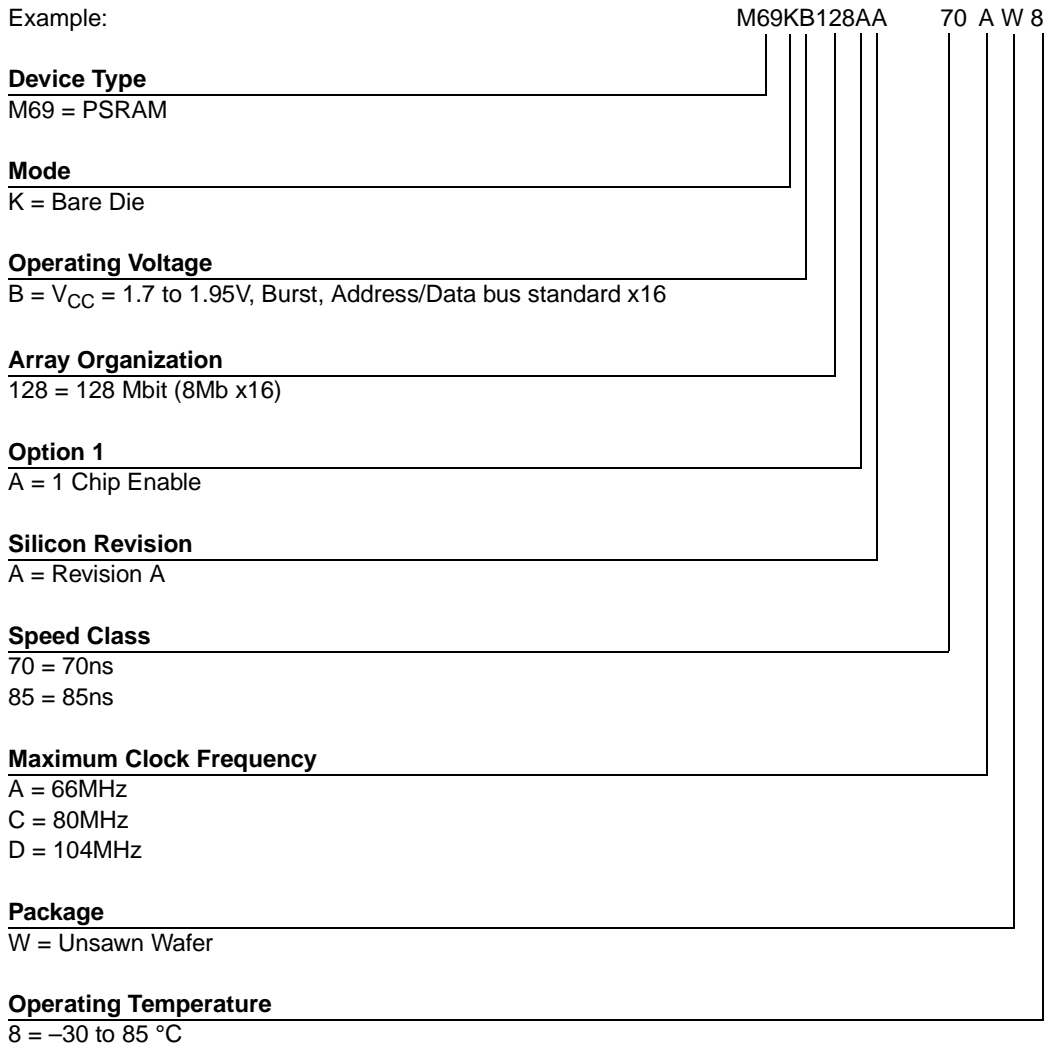 Example: M69KB128AA 70 A W 8
Device Type
M69 = PSRAM
Mode
K = Bare Die
Operating Voltage
B = VCC = 1.7 to 1.95V, Burst, Address/Data bus standard x16
Array Organization
128 = 128 Mbit (8Mb x16)
Option 1
A = 1 Chip Enable
Silicon Revision
A = Revision A
Speed Class
70 = 70ns
85 = 85ns
Maximum Clock Frequency
A = 66MHz
C = 80MHz
D = 104MHz
Package
W = Unsawn Wafer
Operating Temperature
8 = –30 to 85 °C